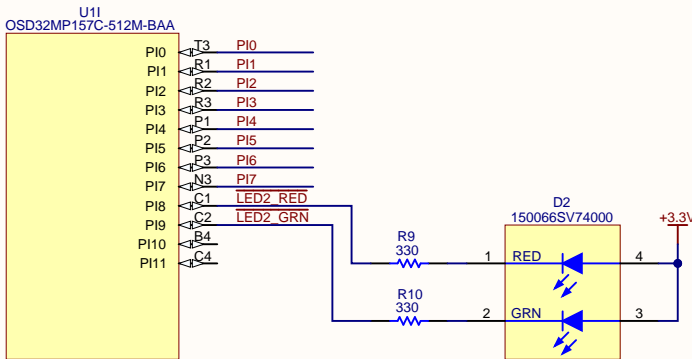 U1I
OSD32MP157C-512M-BAA
PI0 T3 PI0
PI1 R1 PI1
PI2 R2 PI2
PI3 R3 PI3
PI4 P1 PI4
PI5 P2 PI5
PI6 P3 PI6
PI7 N3 PI7
PI8 C1 LED2_RED
PI9 C2 LED2_GRN
PI10 B4
PI11 C4
D2
150066SV74000
+3.3V
R9
330
1 RED 4
R10
330
2 GRN 3